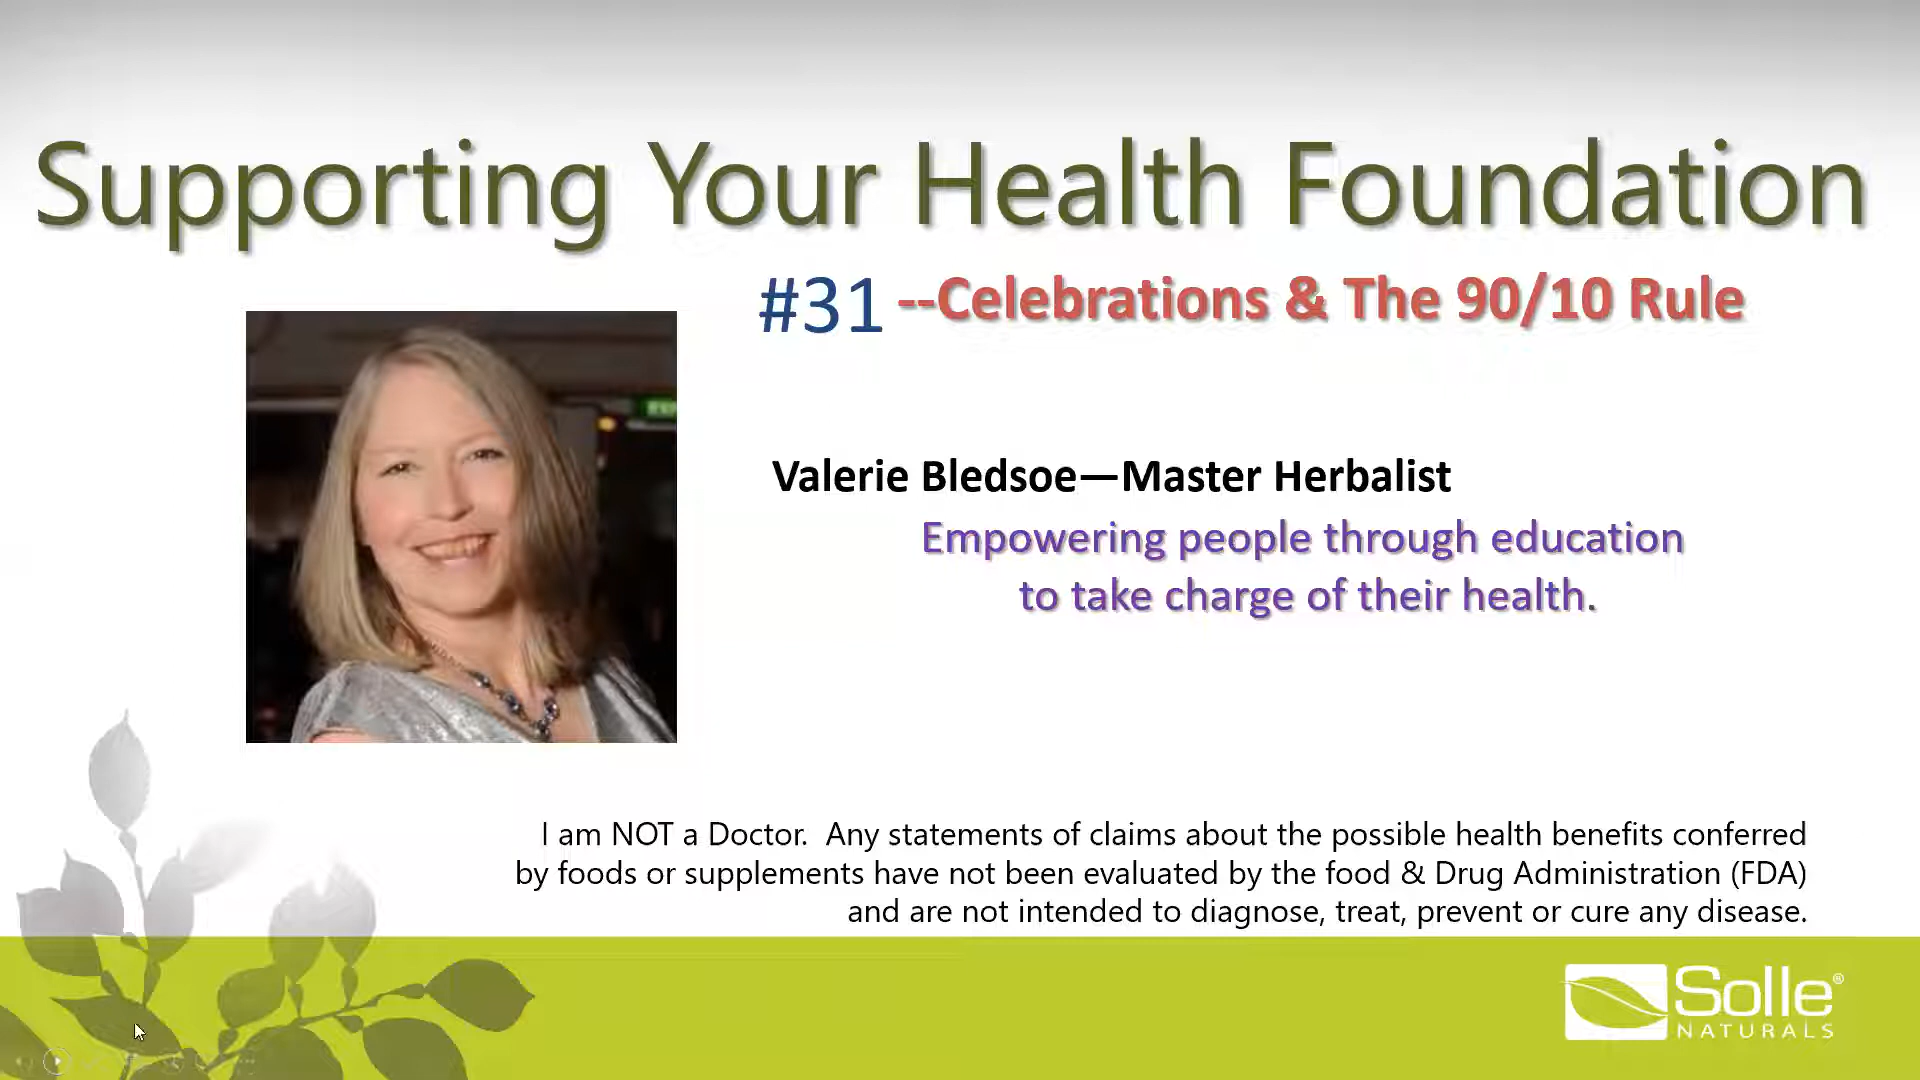 Supporting Your Health Foundation
#31 --Celebrations & The 90/10 Rule
Valerie Bledsoe—Master Herbalist
Empowering people through education
to take charge of their health.
I am NOT a Doctor.  Any statements of claims about the possible health benefits conferred
by foods or supplements have not been evaluated by the food & Drug Administration (FDA)
and are not intended to diagnose, treat, prevent or cure any disease.
Solle®
NATURALS